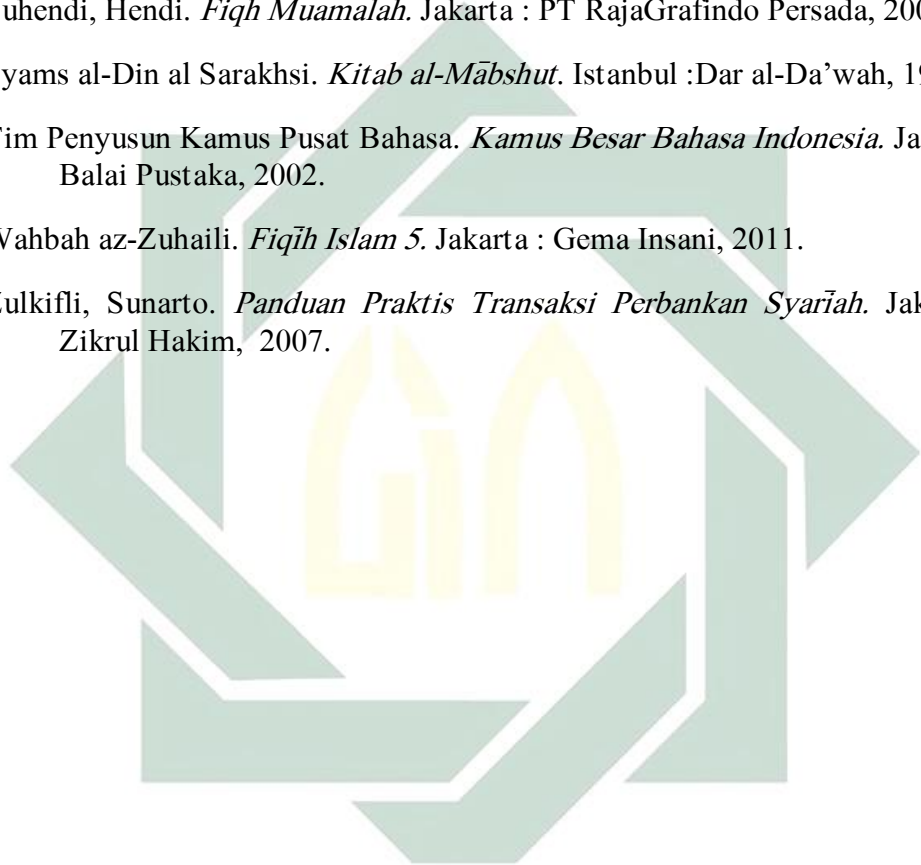 uhendi, Hendi. Fiqh Muamalah. Jakarta : PT RajaGrafindo Persada, 200
yams al-Din al Sarakhsi. Kitab al-Mābshut. Istanbul :Dar al-Da’wah, 19
Tim Penyusun Kamus Pusat Bahasa. Kamus Besar Bahasa Indonesia. Ja
Balai Pustaka, 2002.
Wahbah az-Zuhaili. Fiqīh Islam 5. Jakarta : Gema Insani, 2011.
Zulkifli, Sunarto. Panduan Praktis Transaksi Perbankan Syarīah. Jak
Zikrul Hakim, 2007.